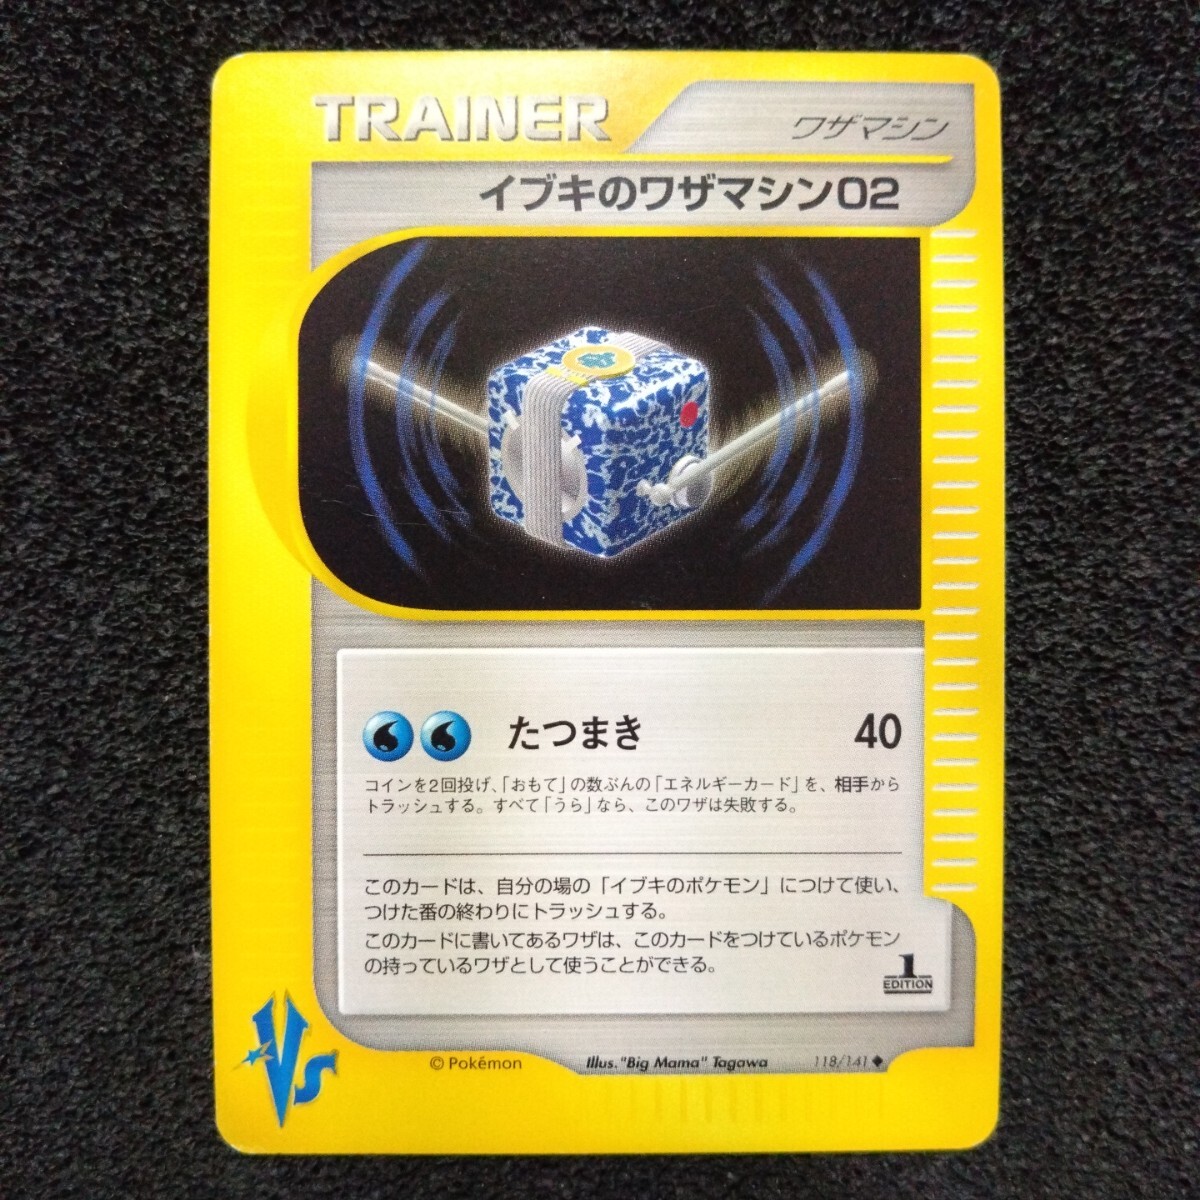 TRAINER
ワザマシン
イブキのワザマシン02
たつまき 40
コインを2回投げ、「おもて」の数ぶんの「エネルギーカード」を、相手から
トラッシュする。すべて「うら」なら、このワザは失敗する。
このカードは、自分の場の「イブキのポケモン」につけて使い、
つけた番の終わりにトラッシュする。
このカードに書いてあるワザは、このカードをつけているポケモン
の持っているワザとして使うことができる。
1
EDITION
VS
© Pokémon Illus. "Big Mama" Tagawa 118/141 ◆